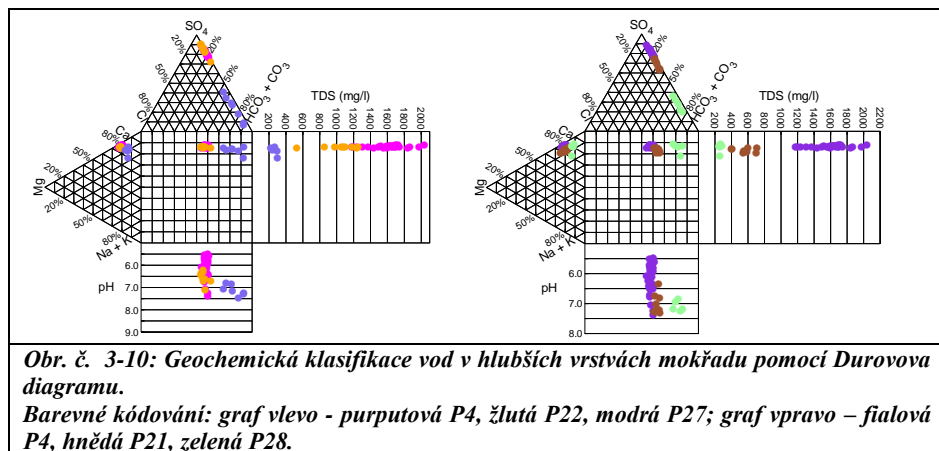 SO4
20%
20%
50%
50%
80%
80%
Cl
HCO3 + CO3
TDS (mg/l)
200
400
600
800
1000
1200
1400
1600
1800
2000
Ca
80%
50%
Mg
20%
20%
50%
80%
Na + K
6.0
pH
7.0
8.0
9.0
SO4
20%
20%
50%
50%
80%
80%
Cl
HCO3 + CO3
TDS (mg/l)
200
400
600
800
1000
1200
1400
1600
1800
2000
2200
Ca
80%
50%
Mg
20%
20%
50%
80%
Na + K
6.0
pH
7.0
8.0
Obr. č. 3-10: Geochemická klasifikace vod v hlubších vrstvách mokřadu pomocí Durovova
diagramu.
Barevné kódování: graf vlevo - purputová P4, žlutá P22, modrá P27; graf vpravo – fialová
P4, hnědá P21, zelená P28.